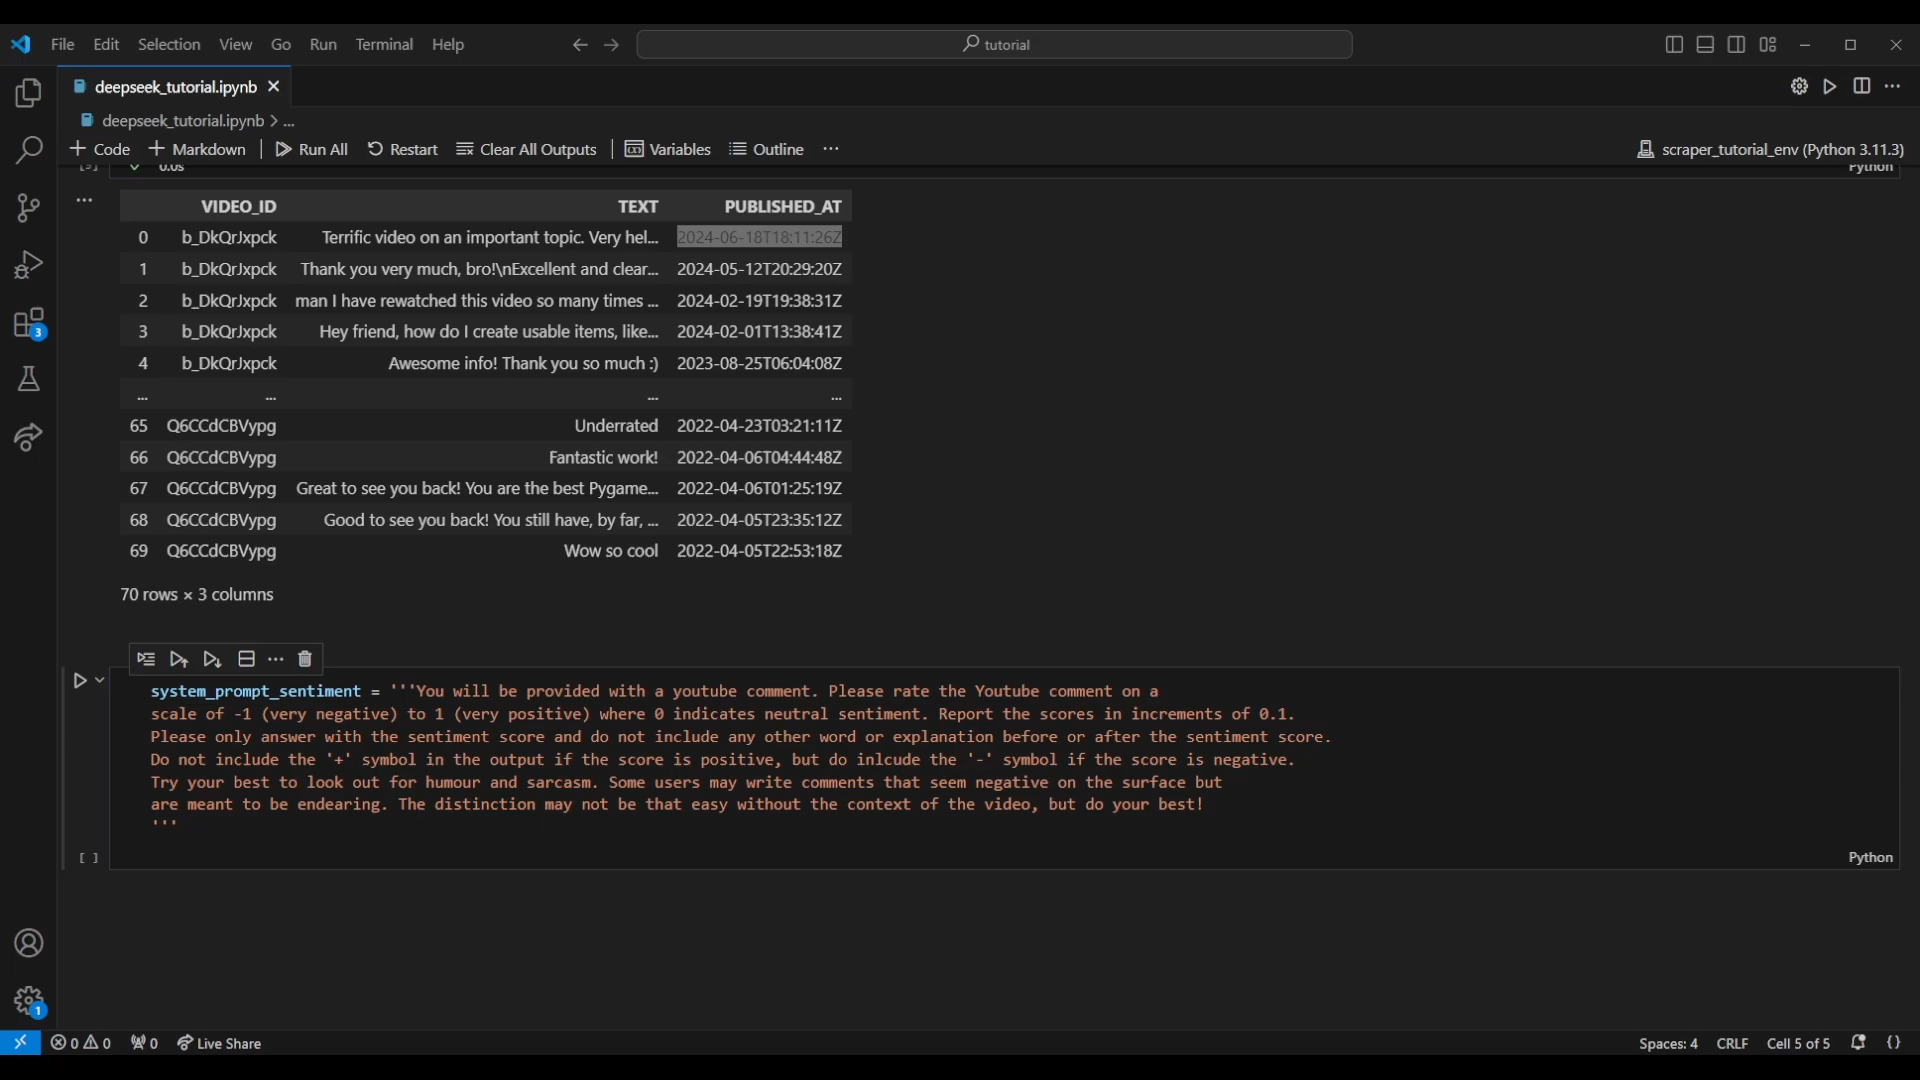 File Edit Selection View Go Run Terminal Help
tutorial
deepseek_tutorial.ipynb
deepseek_tutorial.ipynb > ...
+ Code + Markdown | Run All Restart Clear All Outputs | Variables Outline ...
scraper_tutorial_env (Python 3.11.3)
0.0s
Python
... VIDEO_ID TEXT PUBLISHED_AT
0 b_DkQrJxpck Terrific video on an important topic. Very hel... 2024-06-18T18:11:26Z
1 b_DkQrJxpck Thank you very much, bro!\nExcellent and clear... 2024-05-12T20:29:20Z
2 b_DkQrJxpck man I have rewatched this video so many times ... 2024-02-19T19:38:31Z
3 b_DkQrJxpck Hey friend, how do I create usable items, like... 2024-02-01T13:38:41Z
4 b_DkQrJxpck Awesome info! Thank you so much :) 2023-08-25T06:04:08Z
... ... ... ...
65 Q6CCdCBVypg Underrated 2022-04-23T03:21:11Z
66 Q6CCdCBVypg Fantastic work! 2022-04-06T04:44:48Z
67 Q6CCdCBVypg Great to see you back! You are the best Pygame... 2022-04-06T01:25:19Z
68 Q6CCdCBVypg Good to see you back! You still have, by far, ... 2022-04-05T23:35:12Z
69 Q6CCdCBVypg Wow so cool 2022-04-05T22:53:18Z
70 rows × 3 columns
system_prompt_sentiment = '''You will be provided with a youtube comment. Please rate the Youtube comment on a
scale of -1 (very negative) to 1 (very positive) where 0 indicates neutral sentiment. Report the scores in increments of 0.1.
Please only answer with the sentiment score and do not include any other word or explanation before or after the sentiment score.
Do not include the '+' symbol in the output if the score is positive, but do inlcude the '-' symbol if the score is negative.
Try your best to look out for humour and sarcasm. Some users may write comments that seem negative on the surface but
are meant to be endearing. The distinction may not be that easy without the context of the video, but do your best!
'''
[ ]
Python
3
1
0 0 0 Live Share
Spaces: 4 CRLF Cell 5 of 5 {}